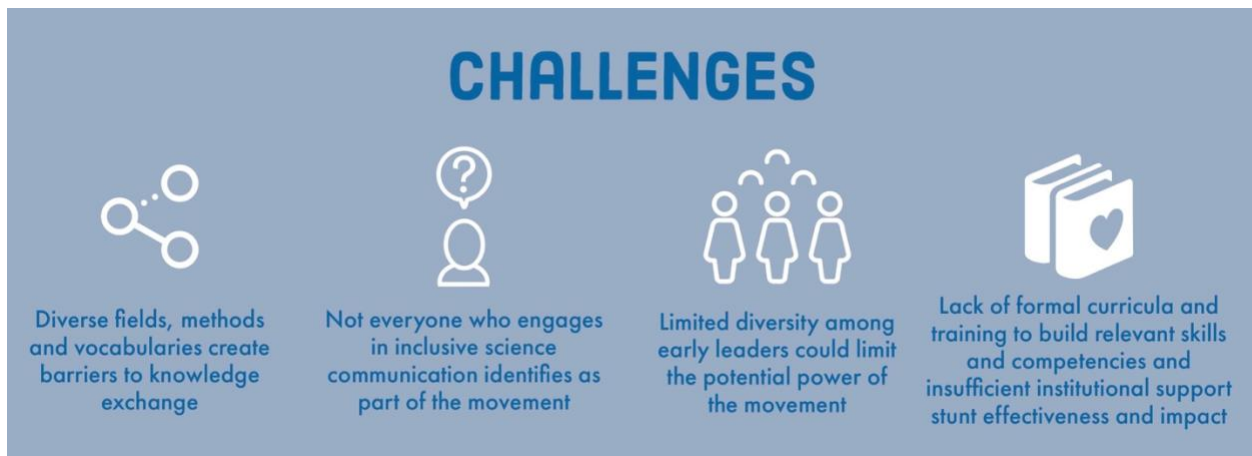 CHALLENGES
?
Diverse fields, methods
and vocabularies create
barriers to knowledge
exchange
Not everyone who engages
in inclusive science
communication identifies as
part of the movement
Limited diversity among
early leaders could limit
the potential power of
the movement
Lack of formal curricula and
training to build relevant skills
and competencies and
insufficient institutional support
stunt effectiveness and impact